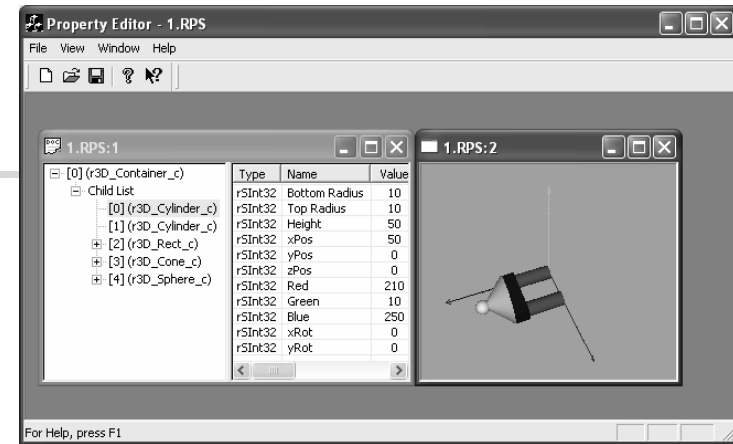 Property Editor - 1.RPS
File View Window Help
1.RPS:1
[0] (r3D_Container_c)
Child List
[0] (r3D_Cylinder_c)
[1] (r3D_Cylinder_c)
[2] (r3D_Rect_c)
[3] (r3D_Cone_c)
[4] (r3D_Sphere_c)
Type Name Value
rSInt32 Bottom Radius 10
rSInt32 Top Radius 10
rSInt32 Height 50
rSInt32 xPos 50
rSInt32 yPos 0
rSInt32 zPos 0
rSInt32 Red 210
rSInt32 Green 10
rSInt32 Blue 250
rSInt32 xRot 0
rSInt32 yRot 0
1.RPS:2
For Help, press F1